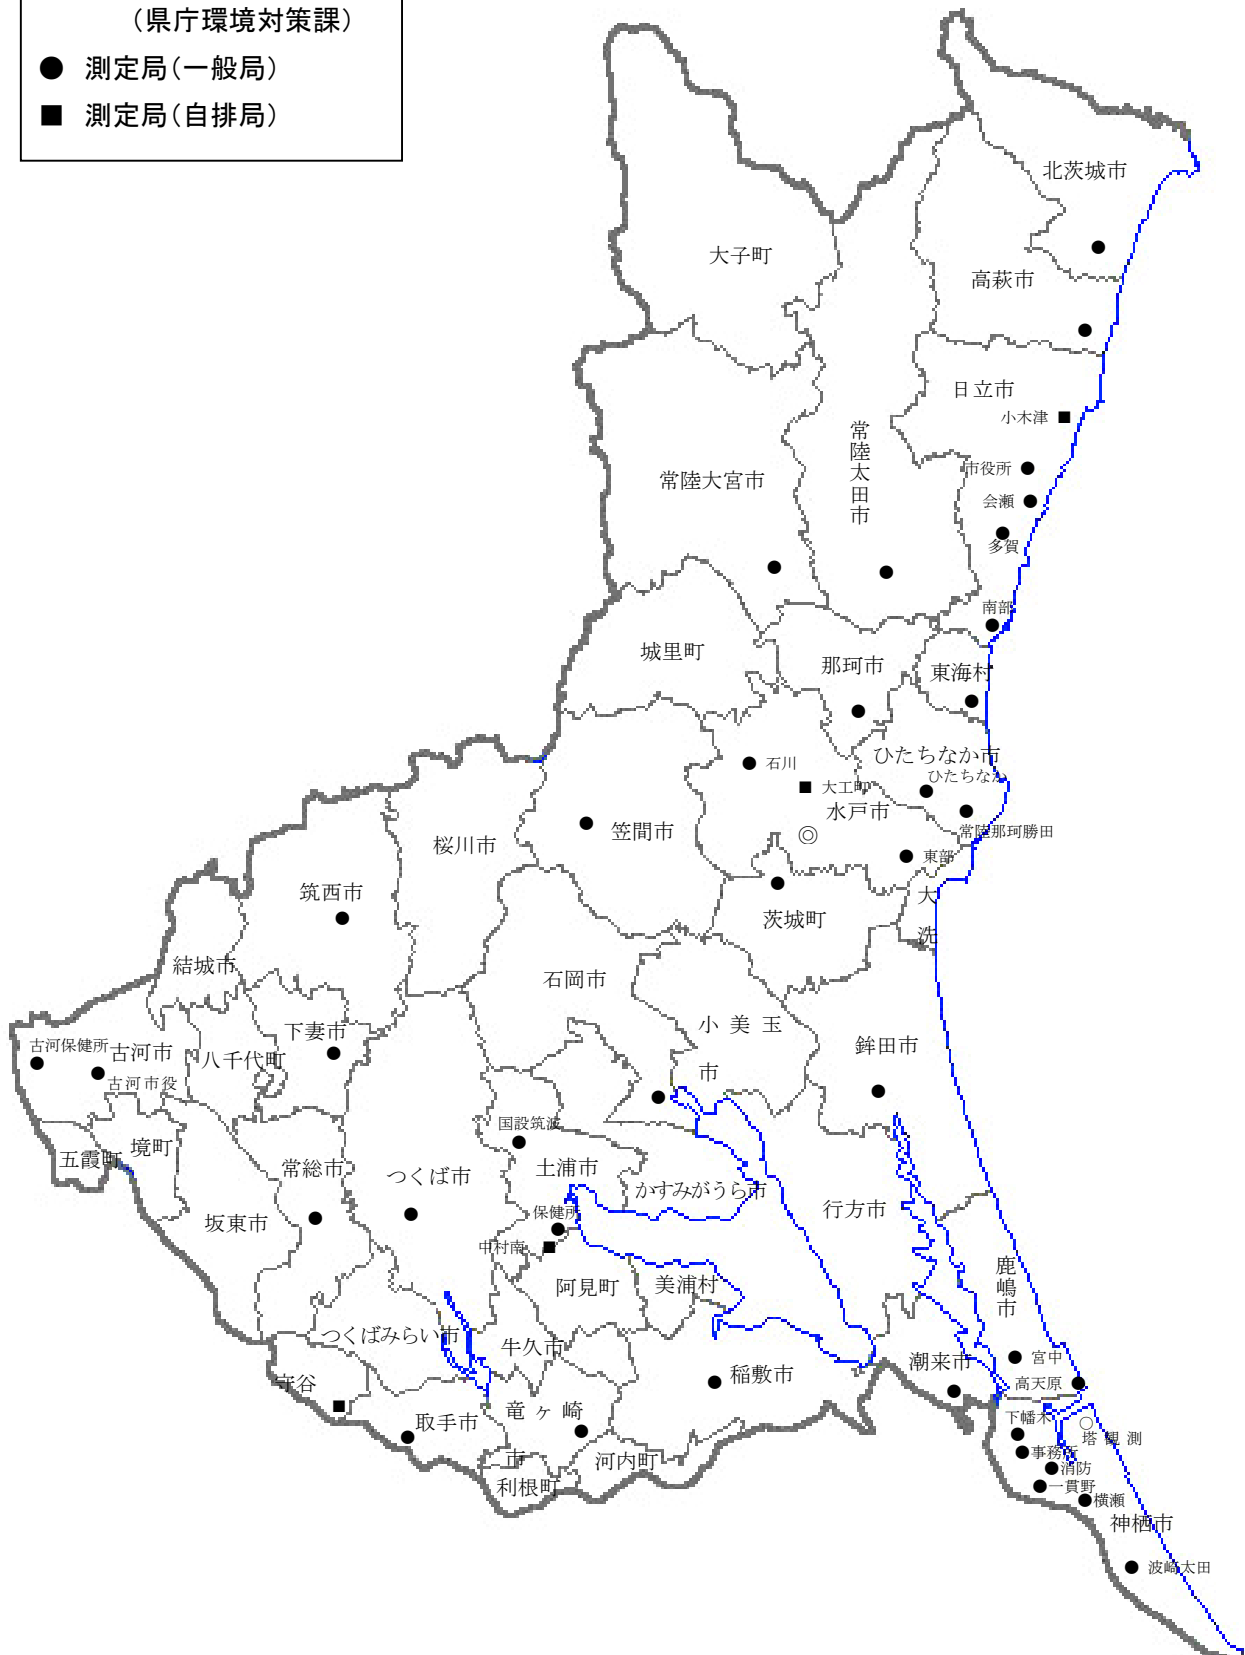 (県庁環境対策課)
● 測定局(一般局)
■ 測定局(自排局)
北茨城市
大子町
高萩市
日立市
小木津
常陸太田市
市役所
常陸大宮市
会瀬
多賀
南部
城里町
那珂市
東海村
ひたちなか市
石川
ひたちなか
大工町
水戸市
常陸那珂勝田
笠間市
桜川市
東部
筑西市
大洗
茨城町
結城市
石岡市
小美玉市
下妻市
鉾田市
古河保健所
古河市
八千代町
古河市役
国設筑波
境町
五霞町
常総市
つくば市
土浦市
かすみがうら市
坂東市
行方市
保健所
中村南
鹿嶋市
阿見町
美浦村
つくばみらい市
牛久市
潮来市
宮中
稲敷市
高天原
守谷
取手市
竜ヶ崎市
下幡木
塔観測
事務所
河内町
消防
利根町
一貫野
横瀬
神栖市
波崎太田